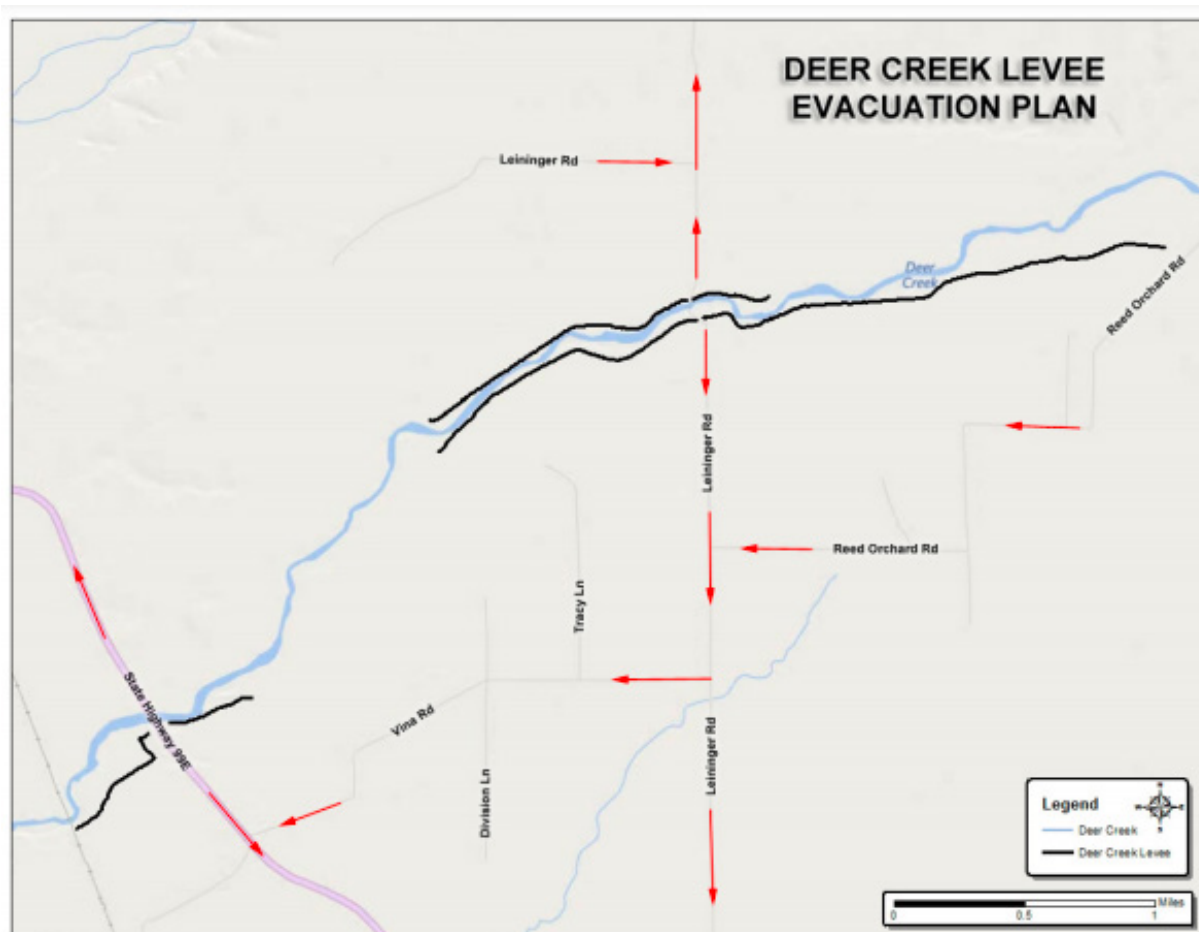 DEER CREEK LEVEE
EVACUATION PLAN
Leininger Rd
Deer
Creek
Reed Orchard Rd
Leininger Rd
Reed Orchard Rd
Tracy Ln
State Highway 99E
Vina Rd
Leininger Rd
Division Ln
Legend
N
W
E
S
Deer Creek
Deer Creek Levee
Miles
0
0.5
1